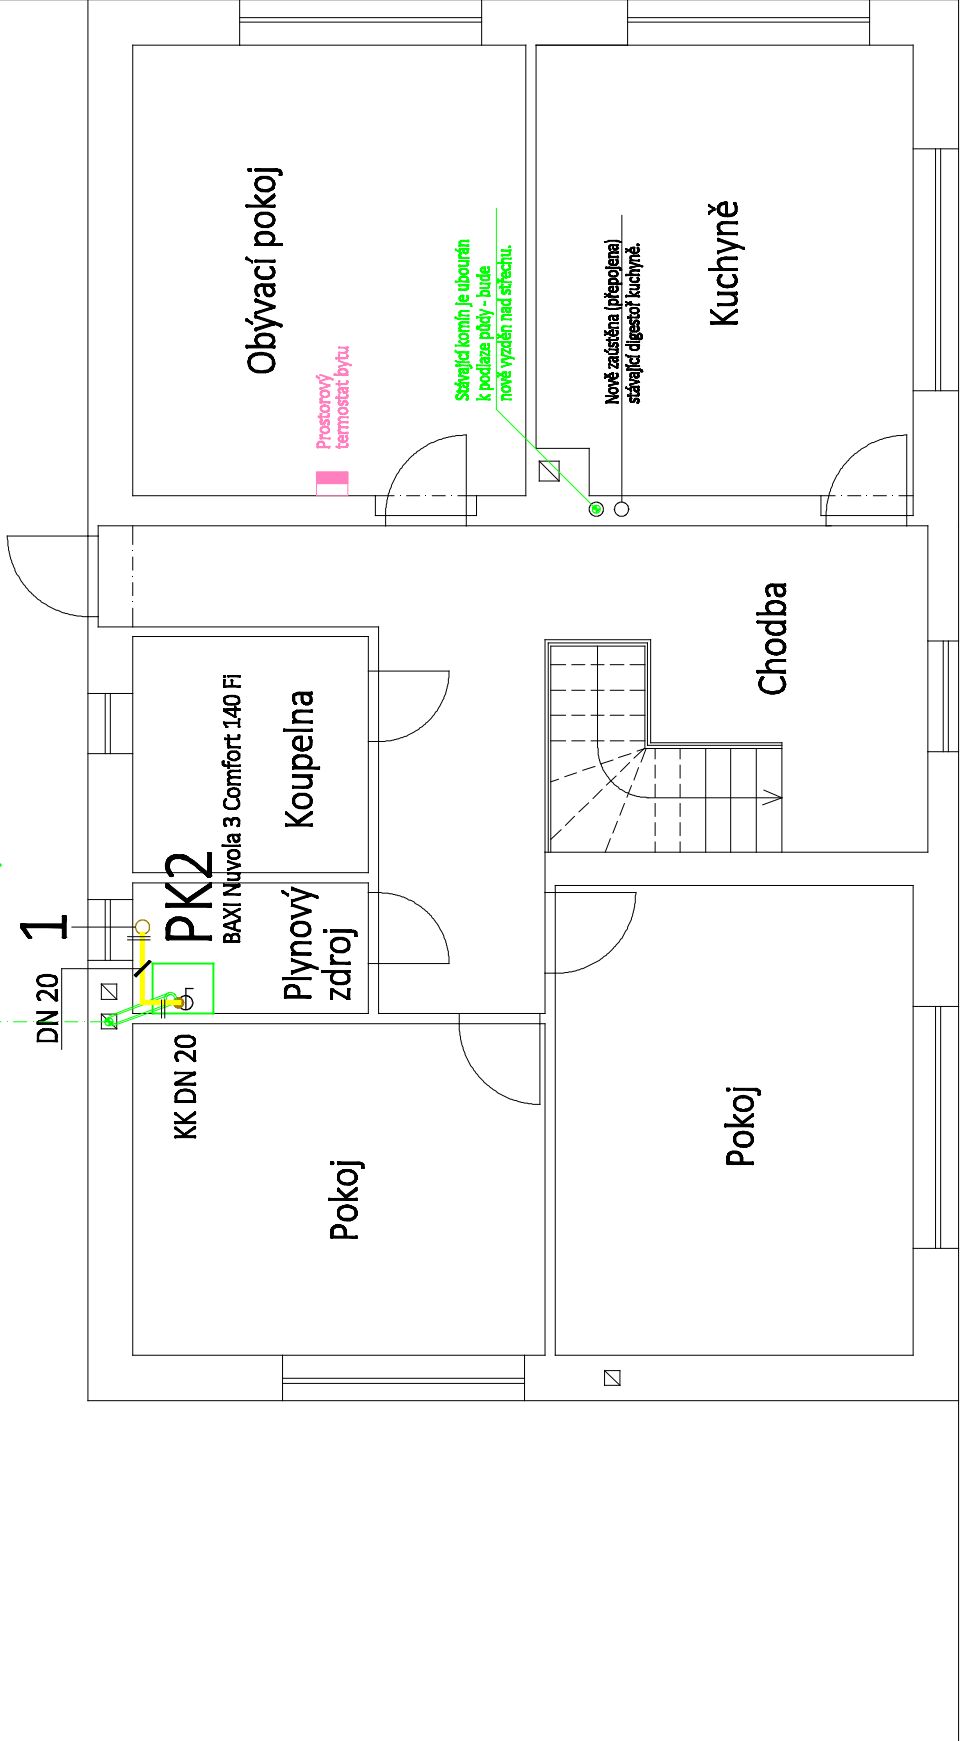 Obývací pokoj
Prostorový
termostat bytu
Stávající komín je ubourán
k podlaze půdy - bude
nově vyzděn nad střechu.
Nově zaústěna (přepojena)
stávající digestoř kuchyně.
Kuchyně
Chodba
Koupelna
BAXI Nuvola 3 Comfort 140 Fi
PK2
1
DN 20
Plynový
zdroj
KK DN 20
Pokoj
Pokoj